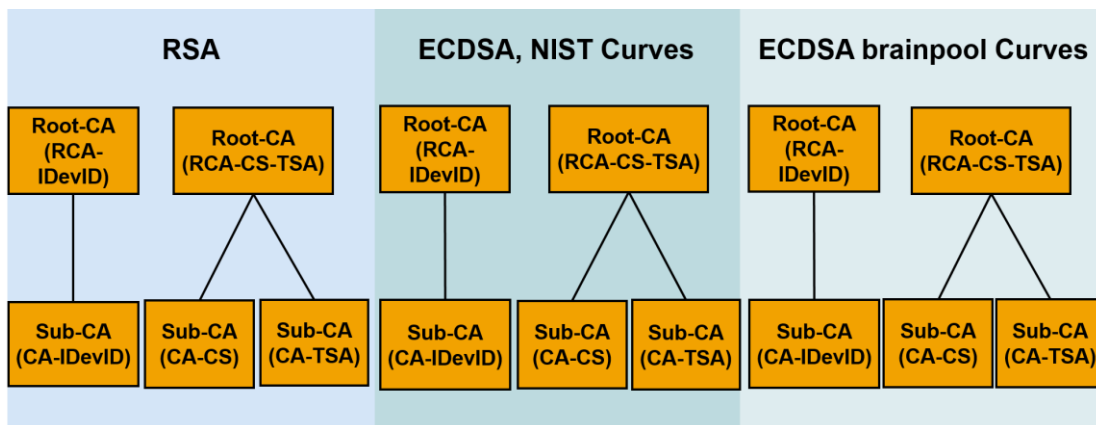 RSA
ECDSA, NIST Curves
ECDSA brainpool Curves
Root-CA
(RCA-
IDevID)
Root-CA
(RCA-CS-TSA)
Root-CA
(RCA-
IDevID)
Root-CA
(RCA-CS-TSA)
Root-CA
(RCA-
IDevID)
Root-CA
(RCA-CS-TSA)
Sub-CA
(CA-IDevID)
Sub-CA
(CA-CS)
Sub-CA
(CA-TSA)
Sub-CA
(CA-IDevID)
Sub-CA
(CA-CS)
Sub-CA
(CA-TSA)
Sub-CA
(CA-IDevID)
Sub-CA
(CA-CS)
Sub-CA
(CA-TSA)